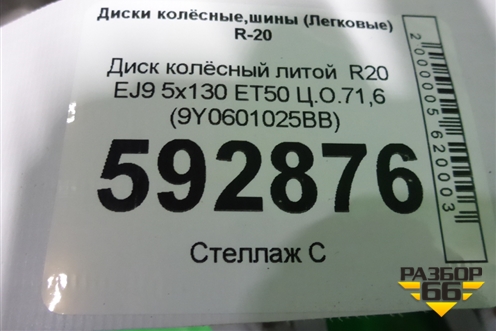 Диски колёсные,шины (Легковые)
R-20
Диск колёсный литой R20
EJ9 5x130 ET50 Ц.О.71,6
(9Y0601025BB)
592876
Стеллаж С
2000005620003
РАЗБОР
66